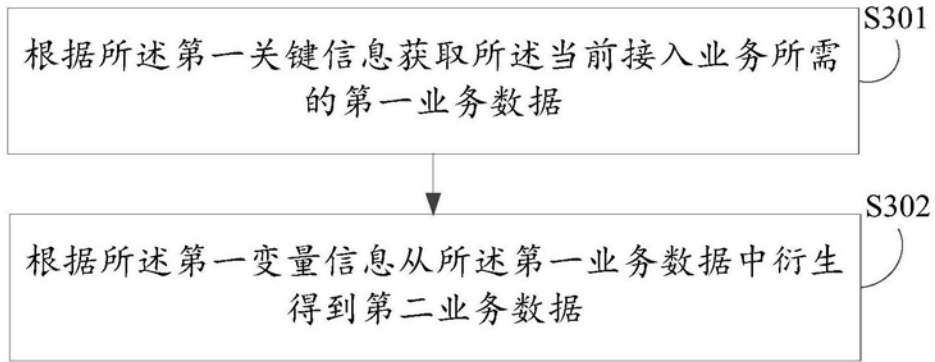 S301
根据所述第一关键信息获取所述当前接入业务所需
的第一业务数据
S302
根据所述第一变量信息从所述第一业务数据中衍生
得到第二业务数据